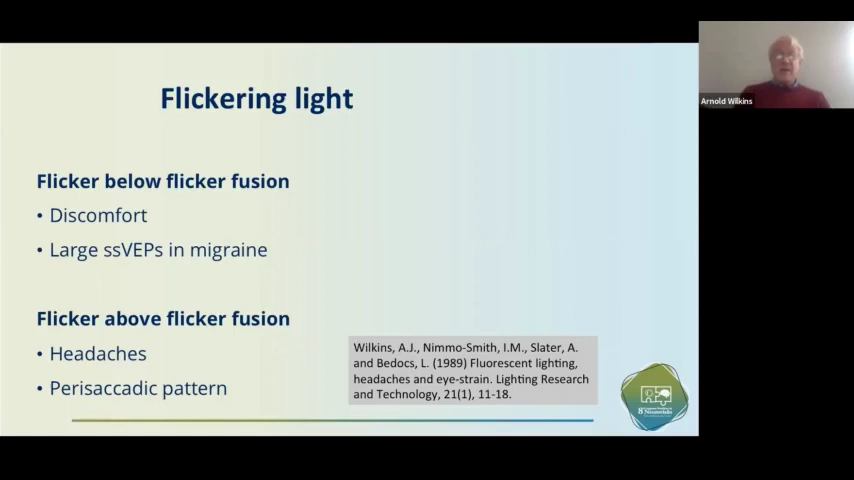 Flickering light
Arnold Wilkins
Flicker below flicker fusion
• Discomfort
• Large ssVEPs in migraine
Flicker above flicker fusion
• Headaches
• Perisaccadic pattern
Wilkins, A.J., Nimmo-Smith, I.M., Slater, A.
and Bedocs, L. (1989) Fluorescent lighting,
headaches and eye-strain. Lighting Research
and Technology, 21(1), 11-18.